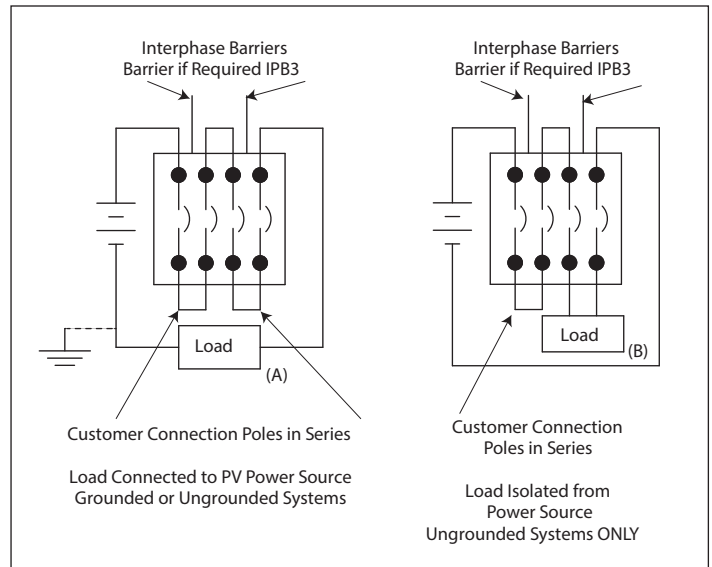 Interphase Barriers
Barrier if Required IPB3
Load
(A)
Customer Connection Poles in Series
Load Connected to PV Power Source
Grounded or Ungrounded Systems
Interphase Barriers
Barrier if Required IPB3
Load
(B)
Customer Connection
Poles in Series
Load Isolated from
Power Source
Ungrounded Systems ONLY